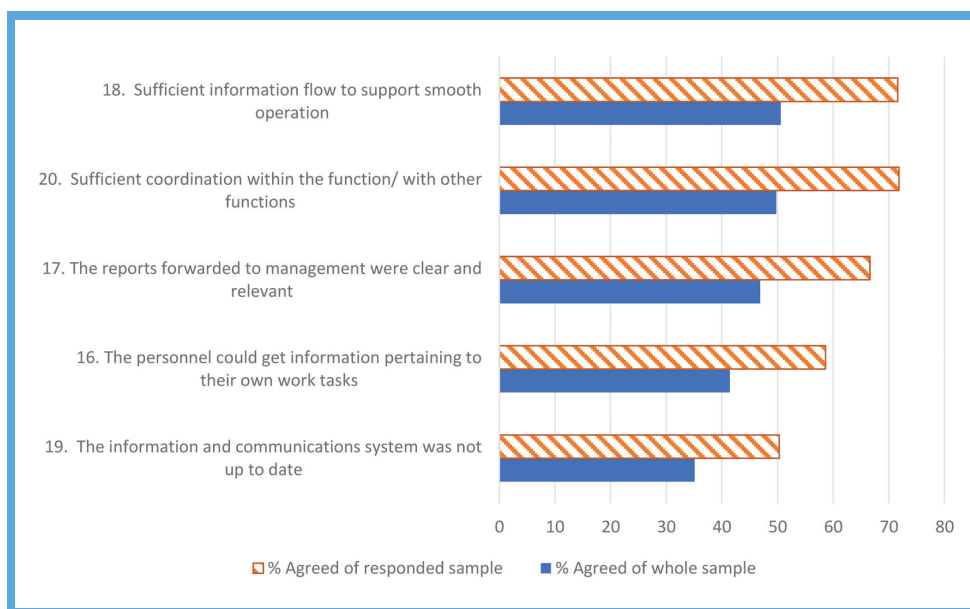 18. Sufficient information flow to support smooth
operation
20. Sufficient coordination within the function/ with other
functions
17. The reports forwarded to management were clear and
relevant
16. The personnel could get information pertaining to
their own work tasks
19. The information and communications system was not
up to date
0 10 20 30 40 50 60 70 80
% Agreed of responded sample % Agreed of whole sample